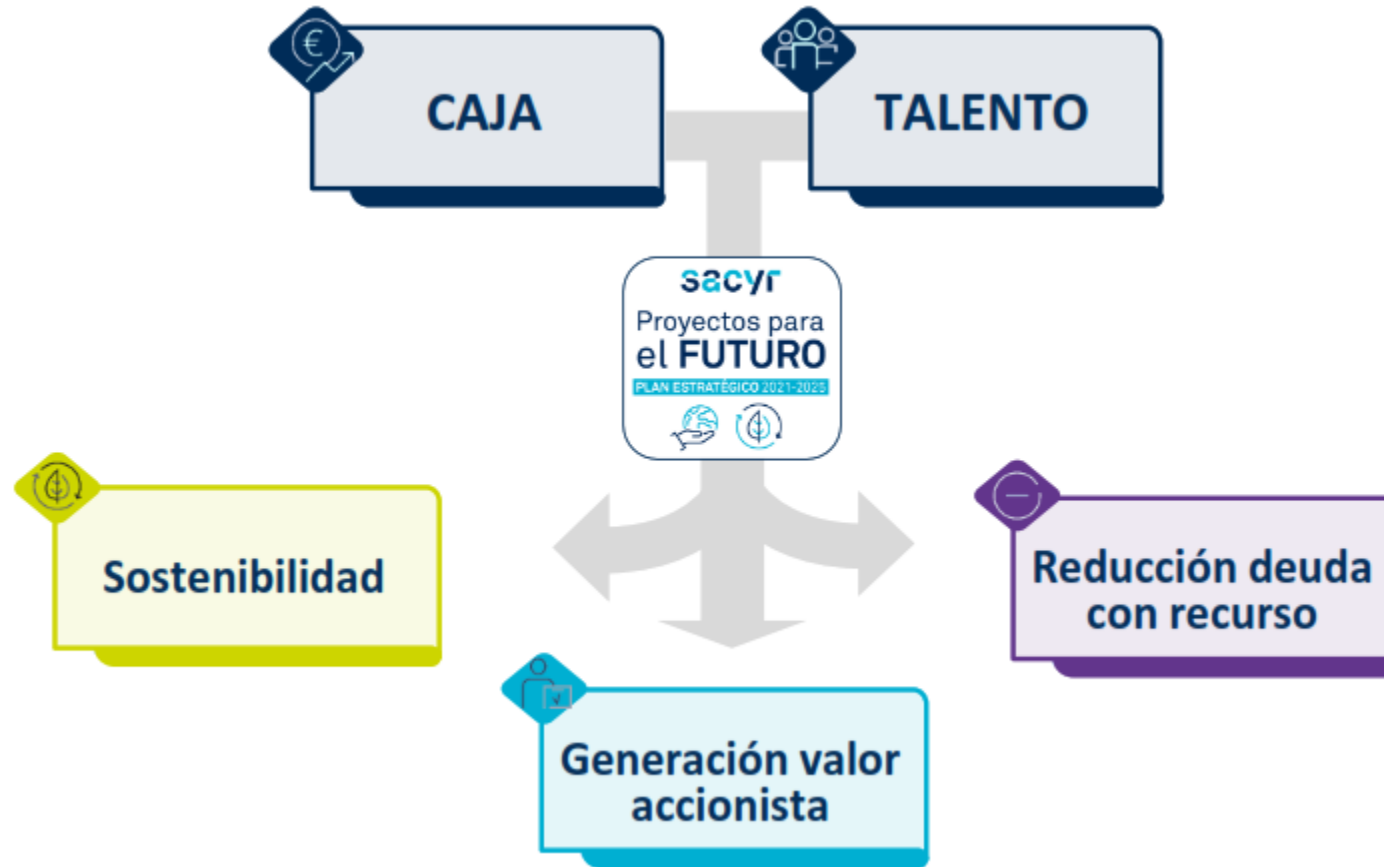 CAJA
TALENTO
sacyr
Proyectos para
el FUTURO
PLAN ESTRATÉGICO 2021-2025
Sostenibilidad
Reducción deuda
con recurso
Generación valor
accionista